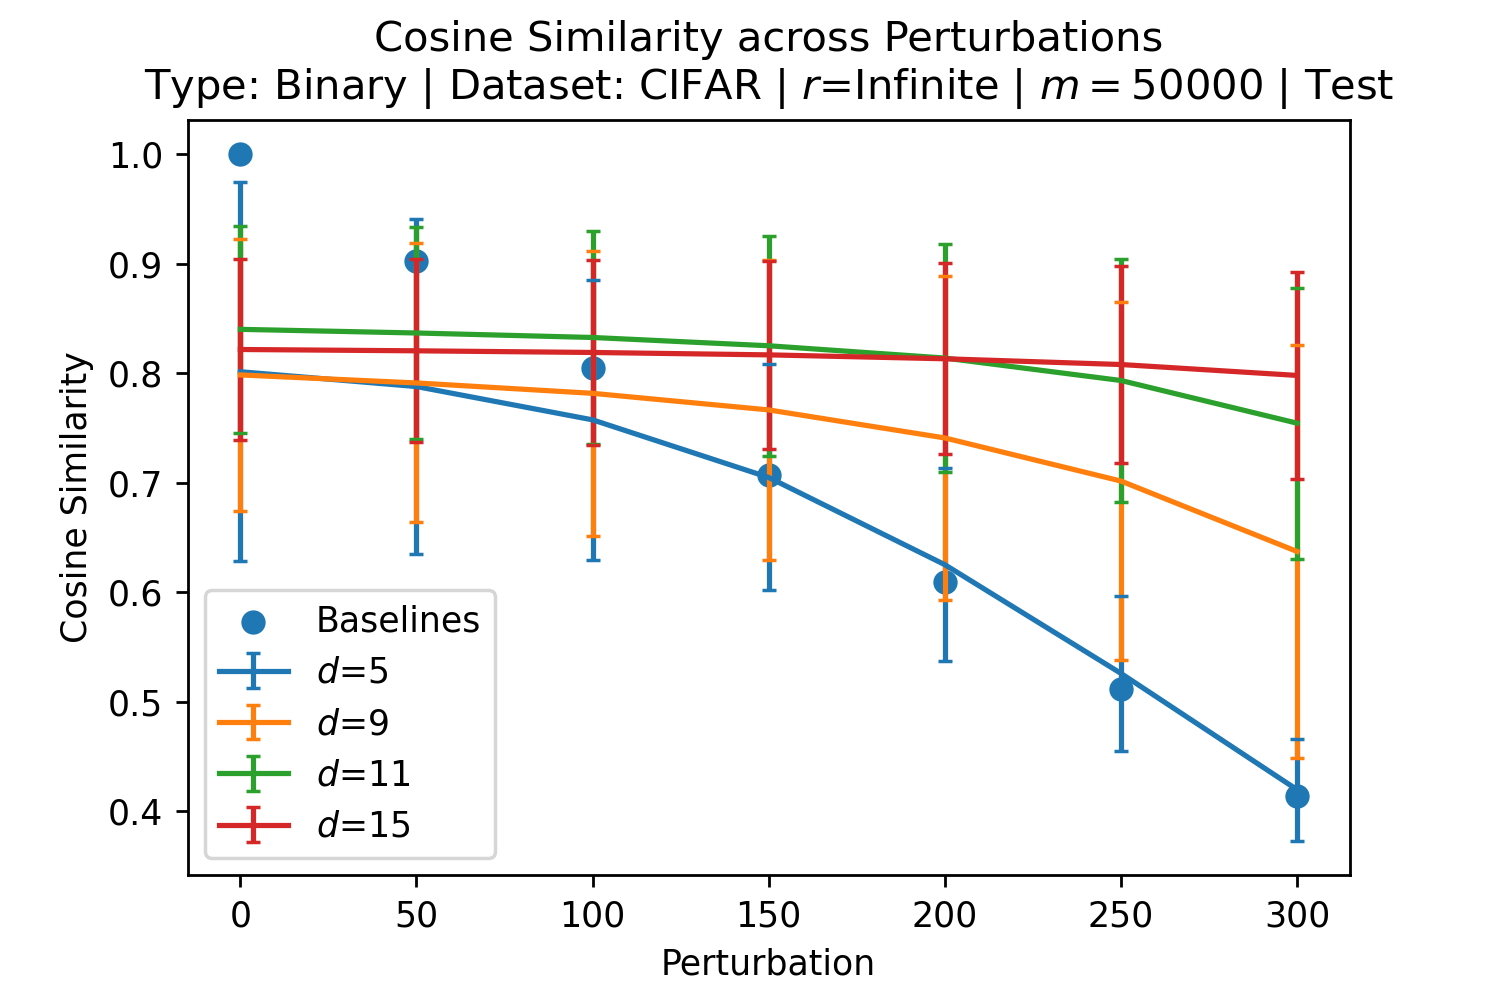 Cosine Similarity across Perturbations
Type: Binary | Dataset: CIFAR | r=Infinite | m = 50000 | Test
1.0
0.9
0.8
0.7
0.6
0.5
0.4
Cosine Similarity
Baselines
d=5
d=9
d=11
d=15
0 50 100 150 200 250 300
Perturbation